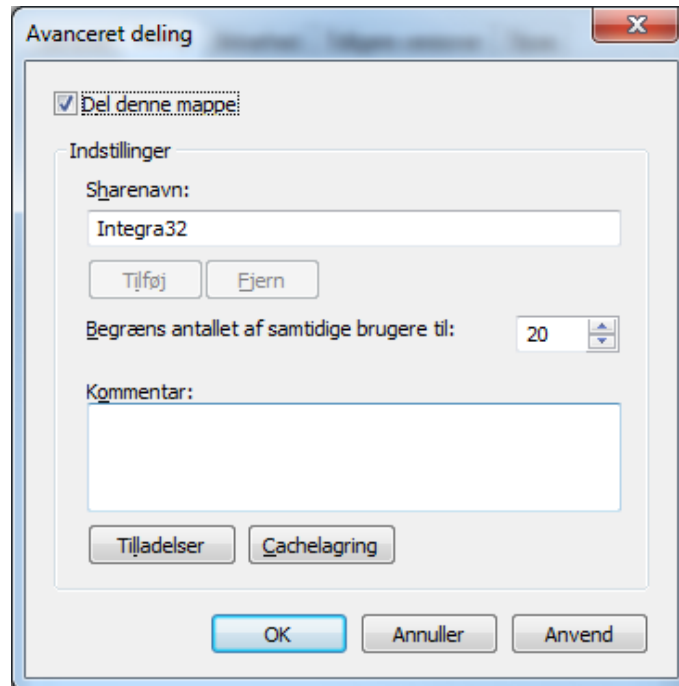 Avanceret deling
Del denne mappe
Indstillinger
Sharenavn:
Integra32
Tilføj Fjern
Begræns antallet af samtidige brugere til: 20
Kommentar:
Tilladelser Cachelagring
OK Annuller Anvend